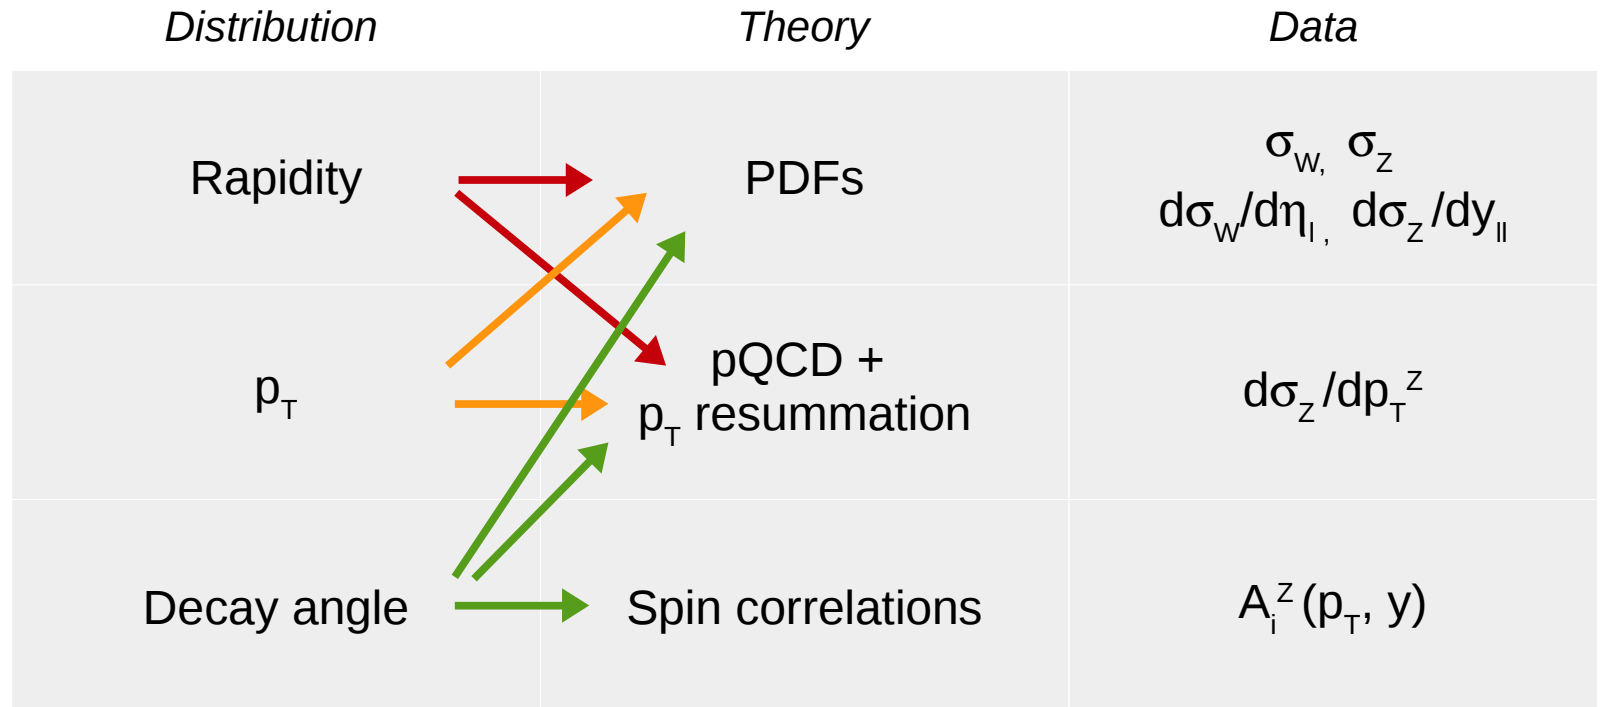 Distribution Theory Data
Rapidity PDFs σW, σZ
dσW/dηl , dσZ/dyll
pT pQCD +
pT resummation dσZ/dpTZ
Decay angle Spin correlations AiZ(pT, y)